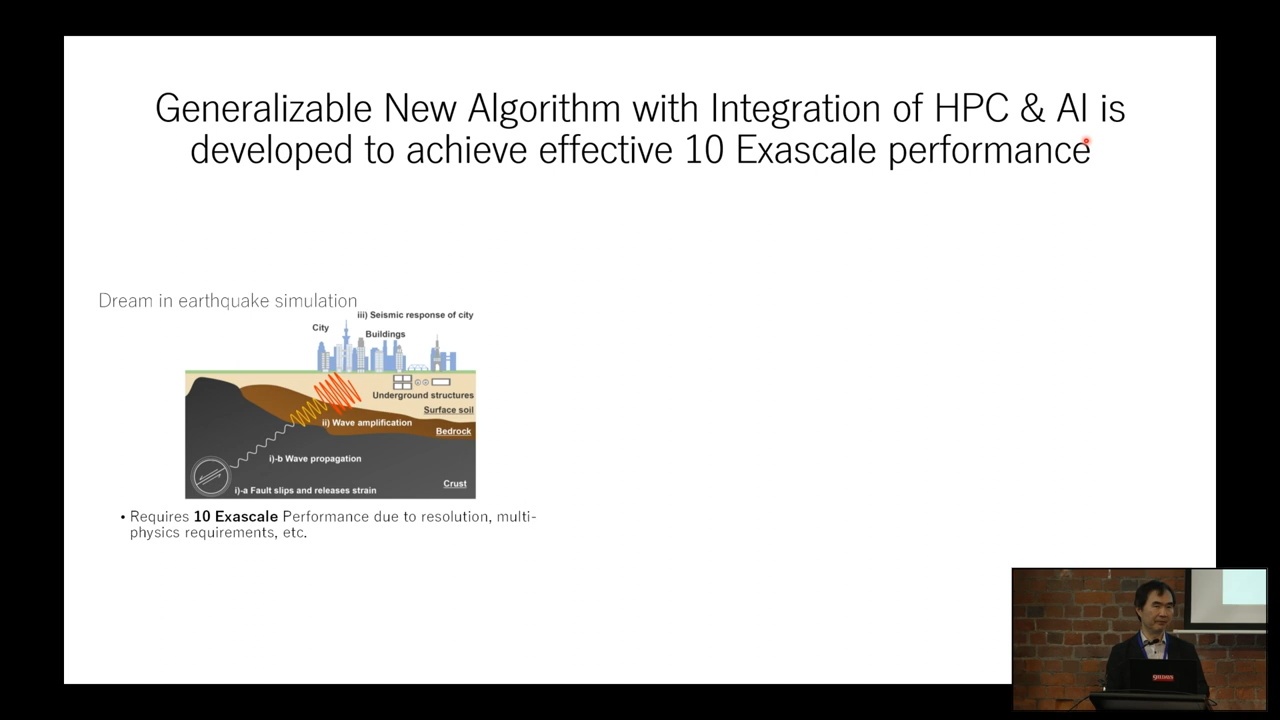 Generalizable New Algorithm with Integration of HPC & AI is
developed to achieve effective 10 Exascale performance
Dream in earthquake simulation
iii) Seismic response of city
City
Buildings
Underground structures
Surface soil
ii) Wave amplification
Bedrock
i)-b Wave propagation
Crust
i)-a Fault slips and releases strain
• Requires 10 Exascale Performance due to resolution, multi-
physics requirements, etc.